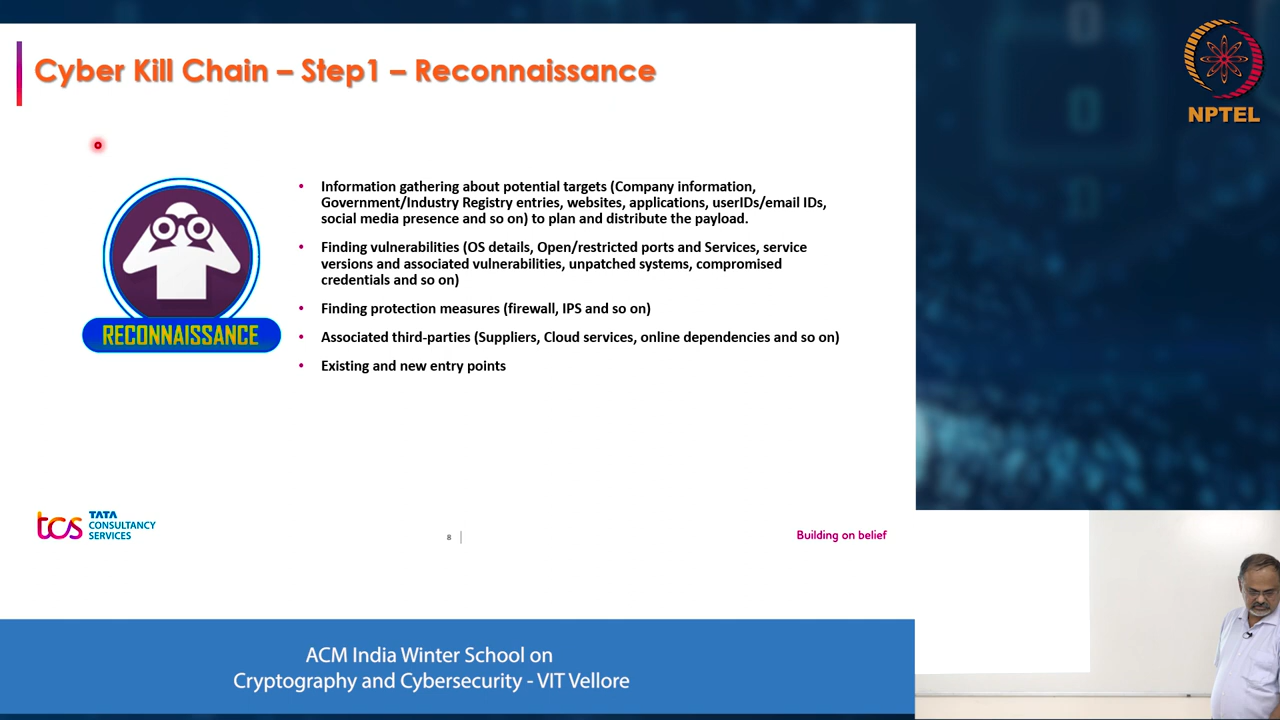 Cyber Kill Chain – Step1 – Reconnaissance
NPTEL
• Information gathering about potential targets (Company information,
Government/Industry Registry entries, websites, applications, userIDs/email IDs,
social media presence and so on) to plan and distribute the payload.
• Finding vulnerabilities (OS details, Open/restricted ports and Services, service
versions and associated vulnerabilities, unpatched systems, compromised
credentials and so on)
• Finding protection measures (firewall, IPS and so on)
• Associated third-parties (Suppliers, Cloud services, online dependencies and so on)
• Existing and new entry points
RECONNAISSANCE
tcs TATA
CONSULTANCY
SERVICES
8
Building on belief
ACM India Winter School on
Cryptography and Cybersecurity - VIT Vellore